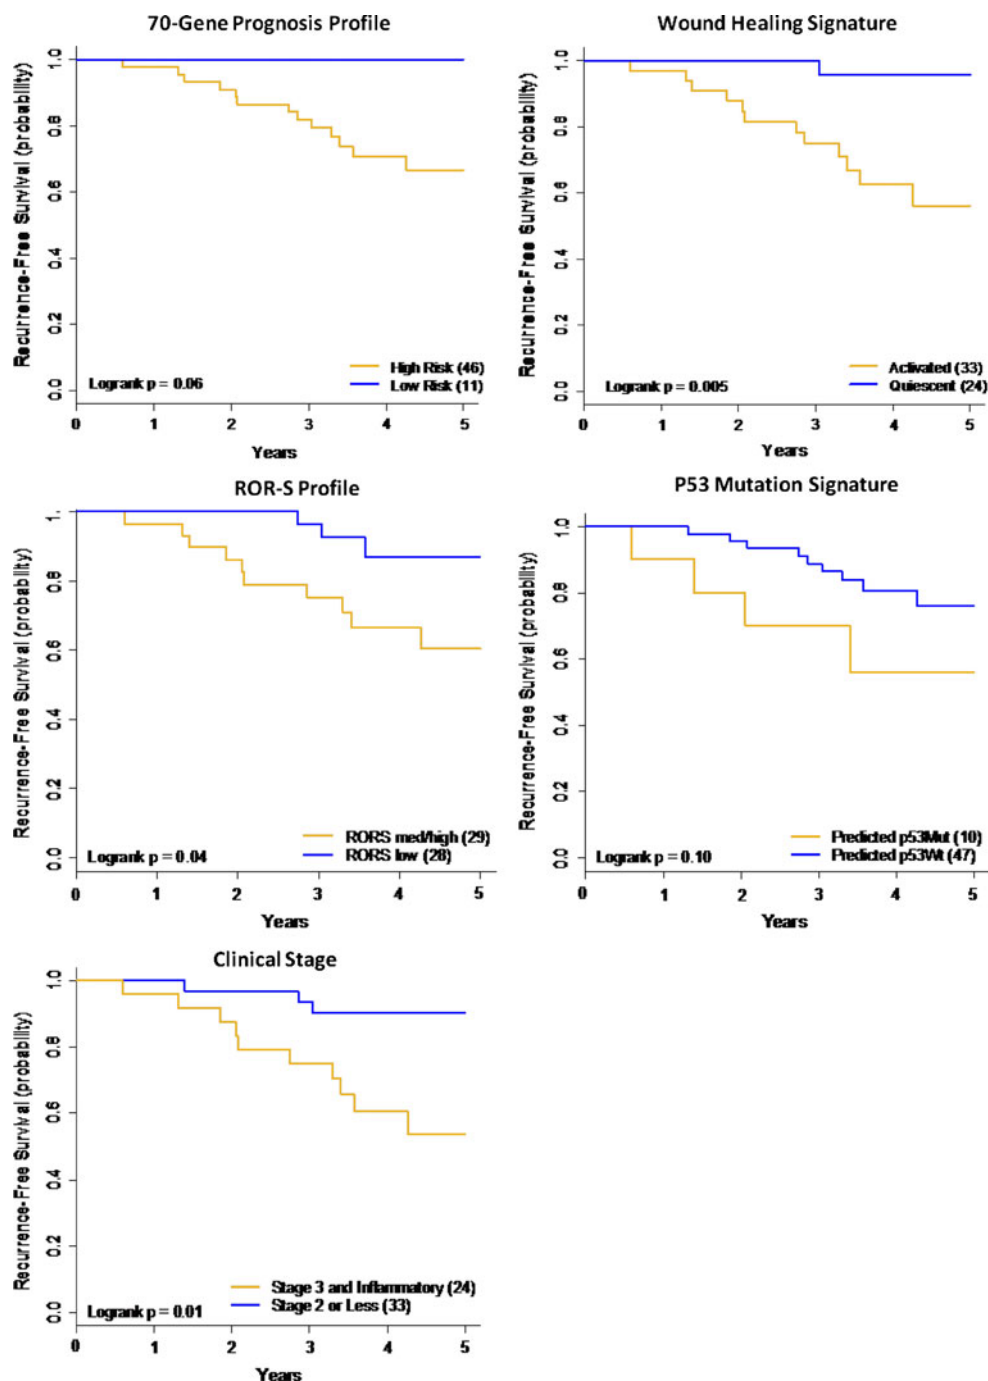 70-Gene Prognosis Profile
Recurrence-Free Survival (probability)
1.0
0.8
0.6
0.4
0.2
0.0
High Risk (46)
Low Risk (11)
Logrank p = 0.06
0 1 2 3 4 5
Years
Wound Healing Signature
Recurrence-Free Survival (probability)
1.0
0.8
0.6
0.4
0.2
0.0
Activated (33)
Quiescent (24)
Logrank p = 0.005
0 1 2 3 4 5
Years
ROR-S Profile
Recurrence-Free Survival (probability)
1.
0.8
0.6
0.4
0.2
0.0
RORS med/high (29)
RORS low (28)
Logrank p = 0.04
0 1 2 3 4 5
Years
P53 Mutation Signature
Recurrence-Free Survival (probability)
1.0
0.8
0.6
0.4
0.2
0.0
Predicted p53Mut (10)
Predicted p53Wt (47)
Logrank p = 0.10
0 1 2 3 4 5
Years
Clinical Stage
Recurrence-Free Survival (probability)
1.0
0.8
0.6
0.4
0.2
0.0
Stage 3 and Inflammatory (24)
Stage 2 or Less (33)
Logrank p = 0.01
0 1 2 3 4 5
Years